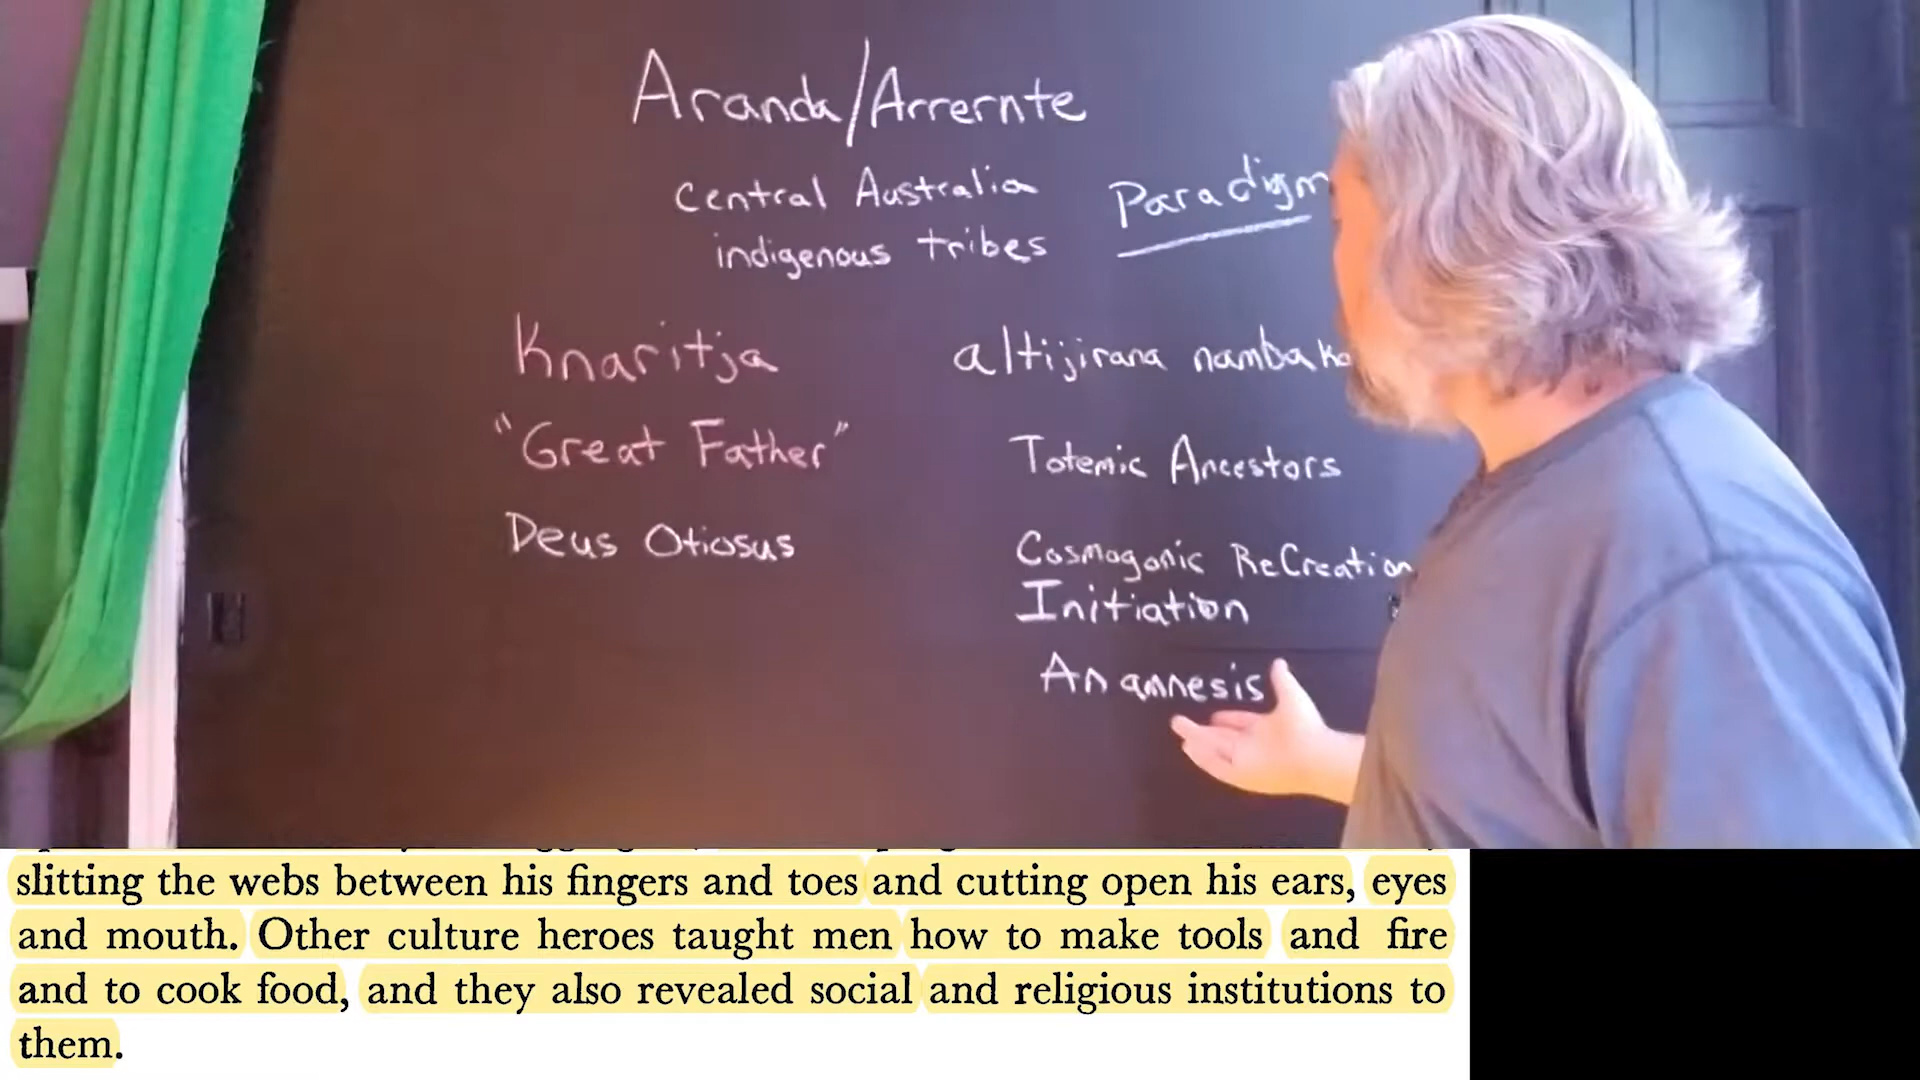 Aranda/Arrernte
Central Australia
indigenous tribes
Paradigm
Knaritja
altijirana nambaka
"Great Father"
Totemic Ancestors
Deus Otiosus
Cosmogonic ReCreation
Initiation
Anamnesis
slitting the webs between his fingers and toes and cutting open his ears, eyes
and mouth. Other culture heroes taught men how to make tools and fire
and to cook food, and they also revealed social and religious institutions to
them.